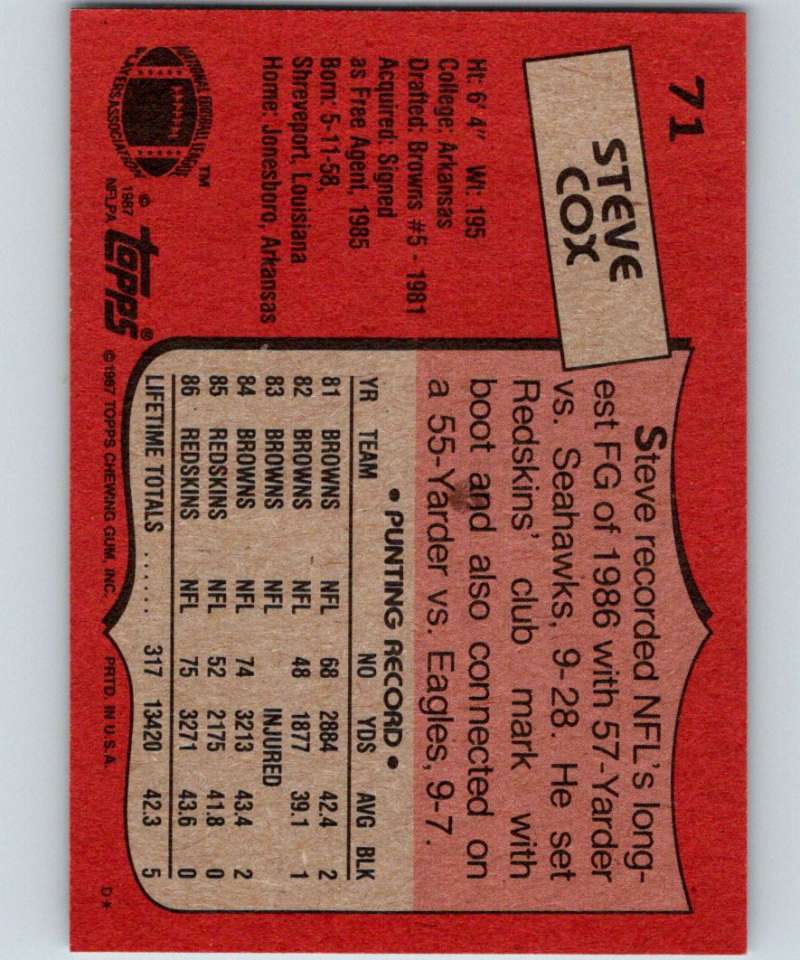 71
STEVE
COX
Ht: 6' 4" Wt: 195
College: Arkansas
Drafted: Browns #5 - 1981
Acquired: Signed
as Free Agent, 1985
Born: 5-11-58,
Shreveport, Louisiana
Home: Jonesboro, Arkansas
NATIONAL FOOTBALL LEAGUE
PLAYERS ASSOCIATION
™
© 1987
NFLPA
topps®
Steve recorded NFL's long-
est FG of 1986 with 57-Yarder
vs. Seahawks, 9-28. He set
Redskins' club mark with
boot and also connected on
a 55-Yarder vs. Eagles, 9-7.
• PUNTING RECORD •
YR TEAM NO YDS AVG BLK
81 BROWNS NFL 68 2884 42.4 2
82 BROWNS NFL 48 1877 39.1 1
83 BROWNS NFL INJURED
84 BROWNS NFL 74 3213 43.4 2
85 REDSKINS NFL 52 2175 41.8 0
86 REDSKINS NFL 75 3271 43.6 0
LIFETIME TOTALS ...... 317 13420 42.3 5
© 1987 TOPPS CHEWING GUM, INC. PRTD. IN U.S.A. D*